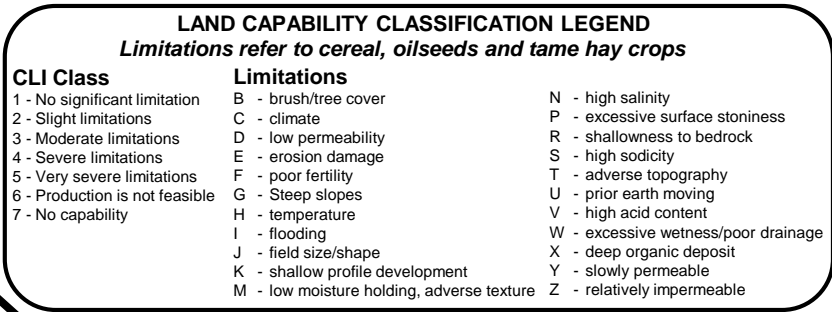 LAND CAPABILITY CLASSIFICATION LEGEND
Limitations refer to cereal, oilseeds and tame hay crops
CLI Class
1 - No significant limitation
2 - Slight limitations
3 - Moderate limitations
4 - Severe limitations
5 - Very severe limitations
6 - Production is not feasible
7 - No capability
Limitations
B - brush/tree cover
C - climate
D - low permeability
E - erosion damage
F - poor fertility
G - Steep slopes
H - temperature
I - flooding
J - field size/shape
K - shallow profile development
M - low moisture holding, adverse texture
N - high salinity
P - excessive surface stoniness
R - shallowness to bedrock
S - high sodicity
T - adverse topography
U - prior earth moving
V - high acid content
W - excessive wetness/poor drainage
X - deep organic deposit
Y - slowly permeable
Z - relatively impermeable